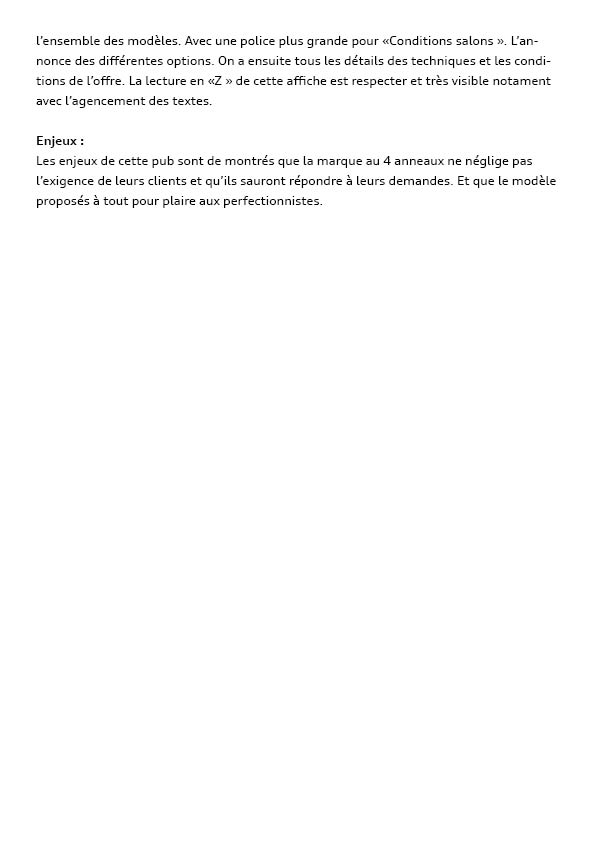 l’ensemble des modèles. Avec une police plus grande pour «Conditions salons ». L’an-
nonce des différentes options. On a ensuite tous les détails des techniques et les condi-
tions de l’offre. La lecture en «Z » de cette affiche est respecter et très visible notament
avec l’agencement des textes.
Enjeux :
Les enjeux de cette pub sont de montrés que la marque au 4 anneaux ne néglige pas
l’exigence de leurs clients et qu’ils sauront répondre à leurs demandes. Et que le modèle
proposés à tout pour plaire aux perfectionnistes.